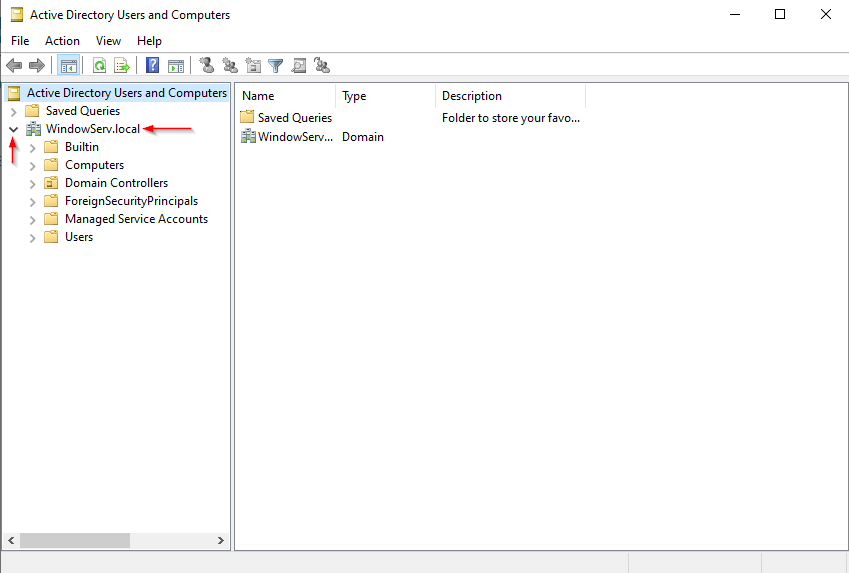 Active Directory Users and Computers
File Action View Help
Active Directory Users and Computers
Saved Queries
WindowServ.local
Builtin
Computers
Domain Controllers
ForeignSecurityPrincipals
Managed Service Accounts
Users
Name Type Description
Saved Queries Folder to store your favo...
WindowServ... Domain